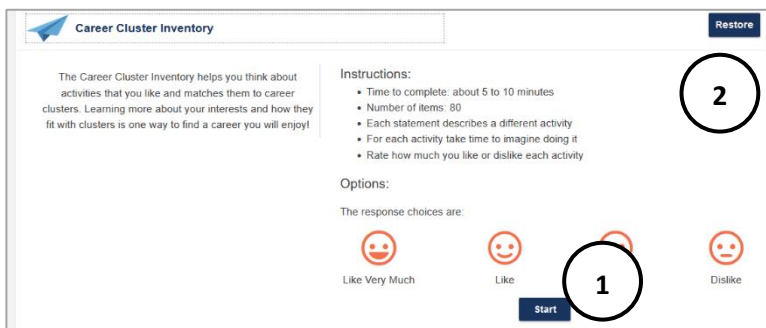 Career Cluster Inventory
Restore
The Career Cluster Inventory helps you think about
activities that you like and matches them to career
clusters. Learning more about your interests and how they
fit with clusters is one way to find a career you will enjoy!
Instructions:
• Time to complete: about 5 to 10 minutes
• Number of items: 80
• Each statement describes a different activity
• For each activity take time to imagine doing it
• Rate how much you like or dislike each activity
2
Options:
The response choices are:
Like Very Much
Like
Dislike
1
Start